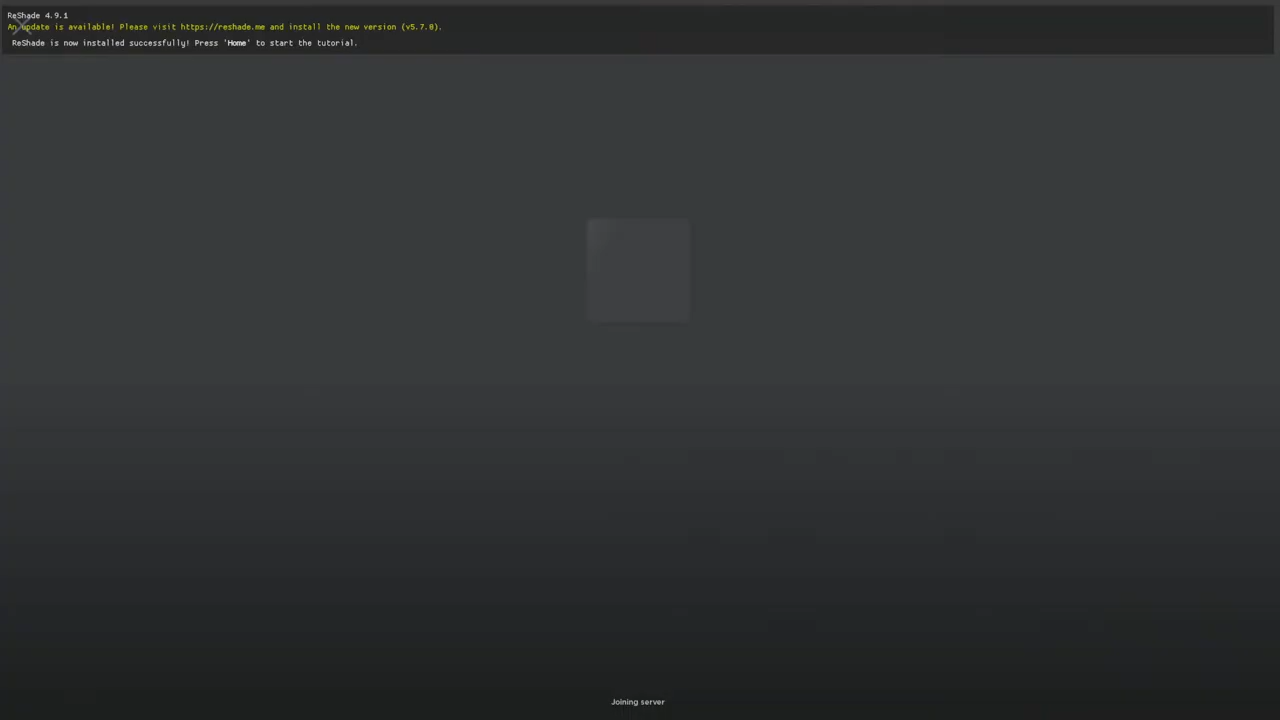 ReShade 4.9.1
An update is available! Please visit https://reshade.me and install the new version (v5.7.0).
ReShade is now installed successfully! Press 'Home' to start the tutorial.
Joining server